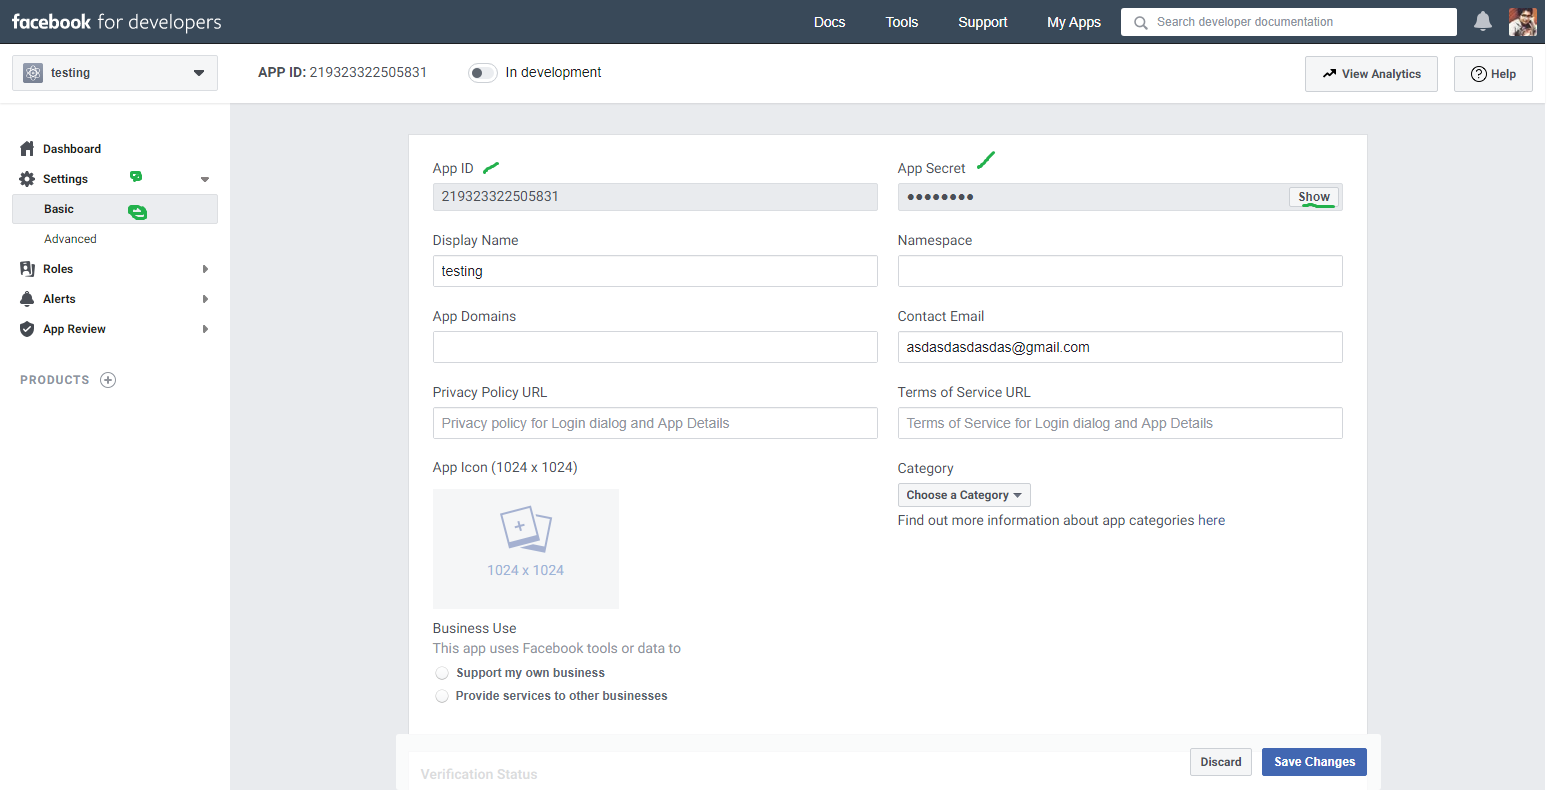 facebook for developers
Docs
Tools
Support
My Apps
Search developer documentation
testing
APP ID: 219323322505831
In development
View Analytics
Help
Dashboard
Settings
Basic
Advanced
Roles
Alerts
App Review
PRODUCTS
App ID
219323322505831
App Secret
●●●●●●●●
Show
Display Name
testing
Namespace
App Domains
Contact Email
asdasdasdasdas@gmail.com
Privacy Policy URL
Privacy policy for Login dialog and App Details
Terms of Service URL
Terms of Service for Login dialog and App Details
App Icon (1024 x 1024)
1024 x 1024
Category
Choose a Category
Find out more information about app categories here
Business Use
This app uses Facebook tools or data to
Support my own business
Provide services to other businesses
Verification Status
Discard
Save Changes